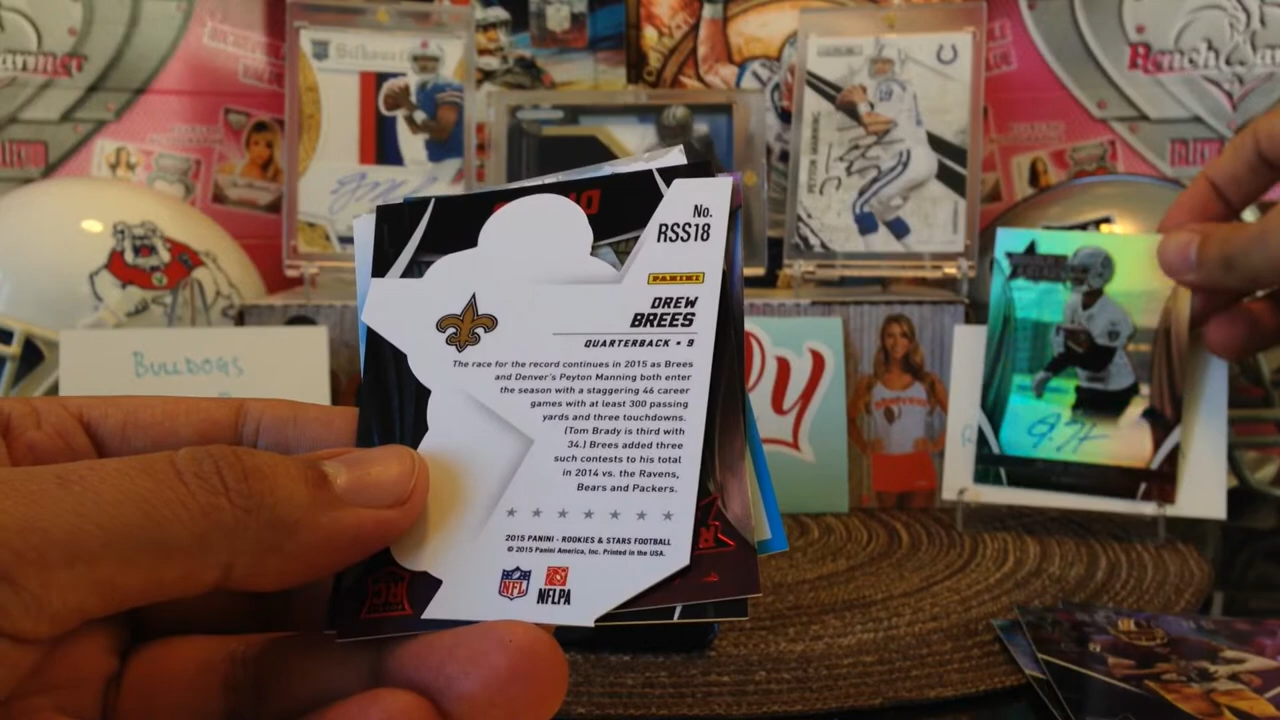 No.
RSS18
PANINI
DREW
BREES
QUARTERBACK • 9
The race for the record continues in 2015 as Brees
and Denver's Peyton Manning both enter
the season with a staggering 46 career
games with at least 300 passing
yards and three touchdowns.
(Tom Brady is third with
34.) Brees added three
such contests to his total
in 2014 vs. the Ravens,
Bears and Packers.
2015 PANINI - ROOKIES & STARS FOOTBALL
© 2015 Panini America, Inc. Printed in the USA.
NFL
NFLPA
RC
PEYTON MANNING
BULLDOGS